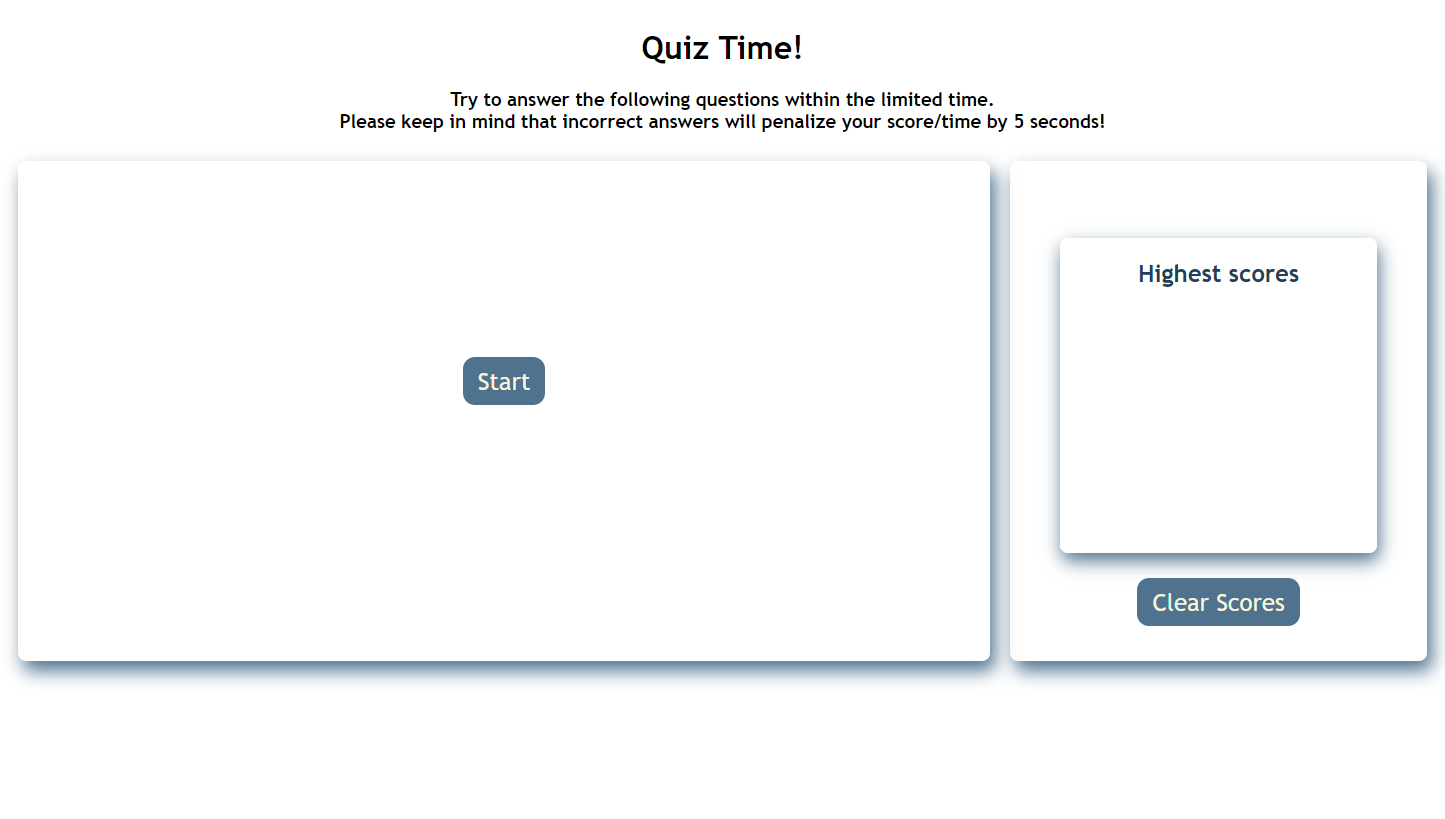 Quiz Time!
Try to answer the following questions within the limited time.
Please keep in mind that incorrect answers will penalize your score/time by 5 seconds!
Start
Highest scores
Clear Scores